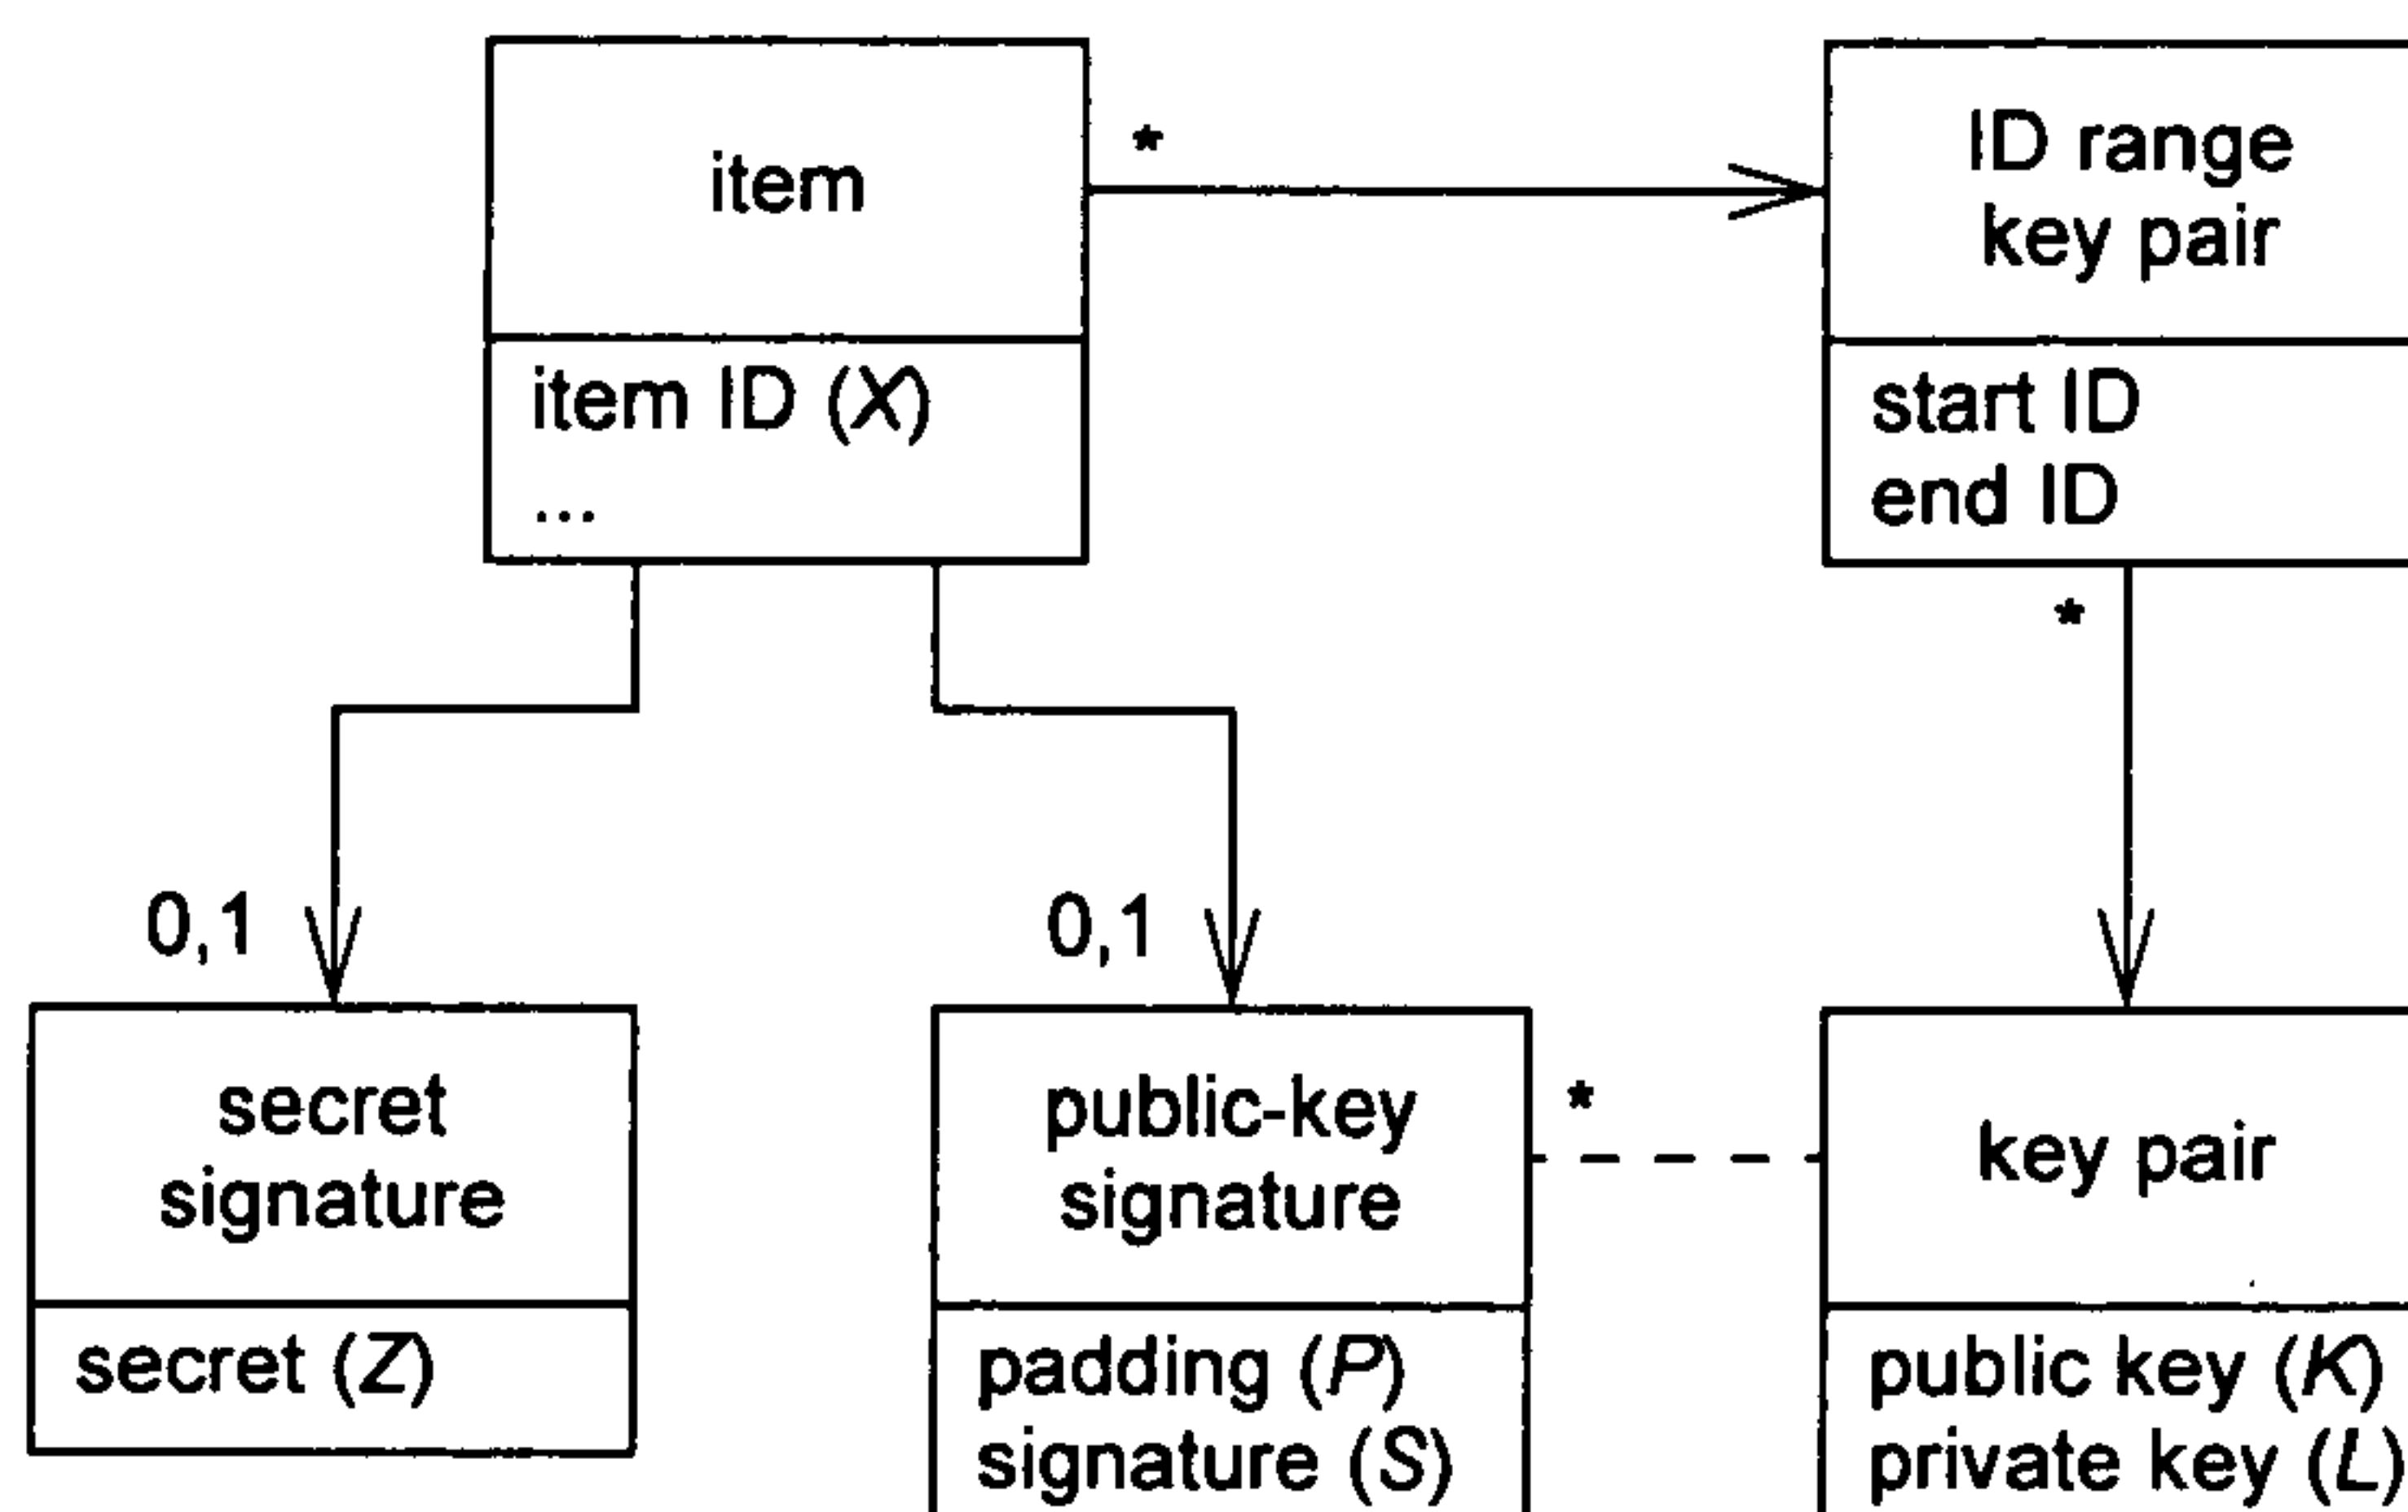 item
*
ID range
key pair
item ID (X)
...
start ID
end ID
*
0,1
0,1
secret
signature
public-key
signature
*
key pair
secret (Z)
padding (P)
signature (S)
public key (K)
private key (L)